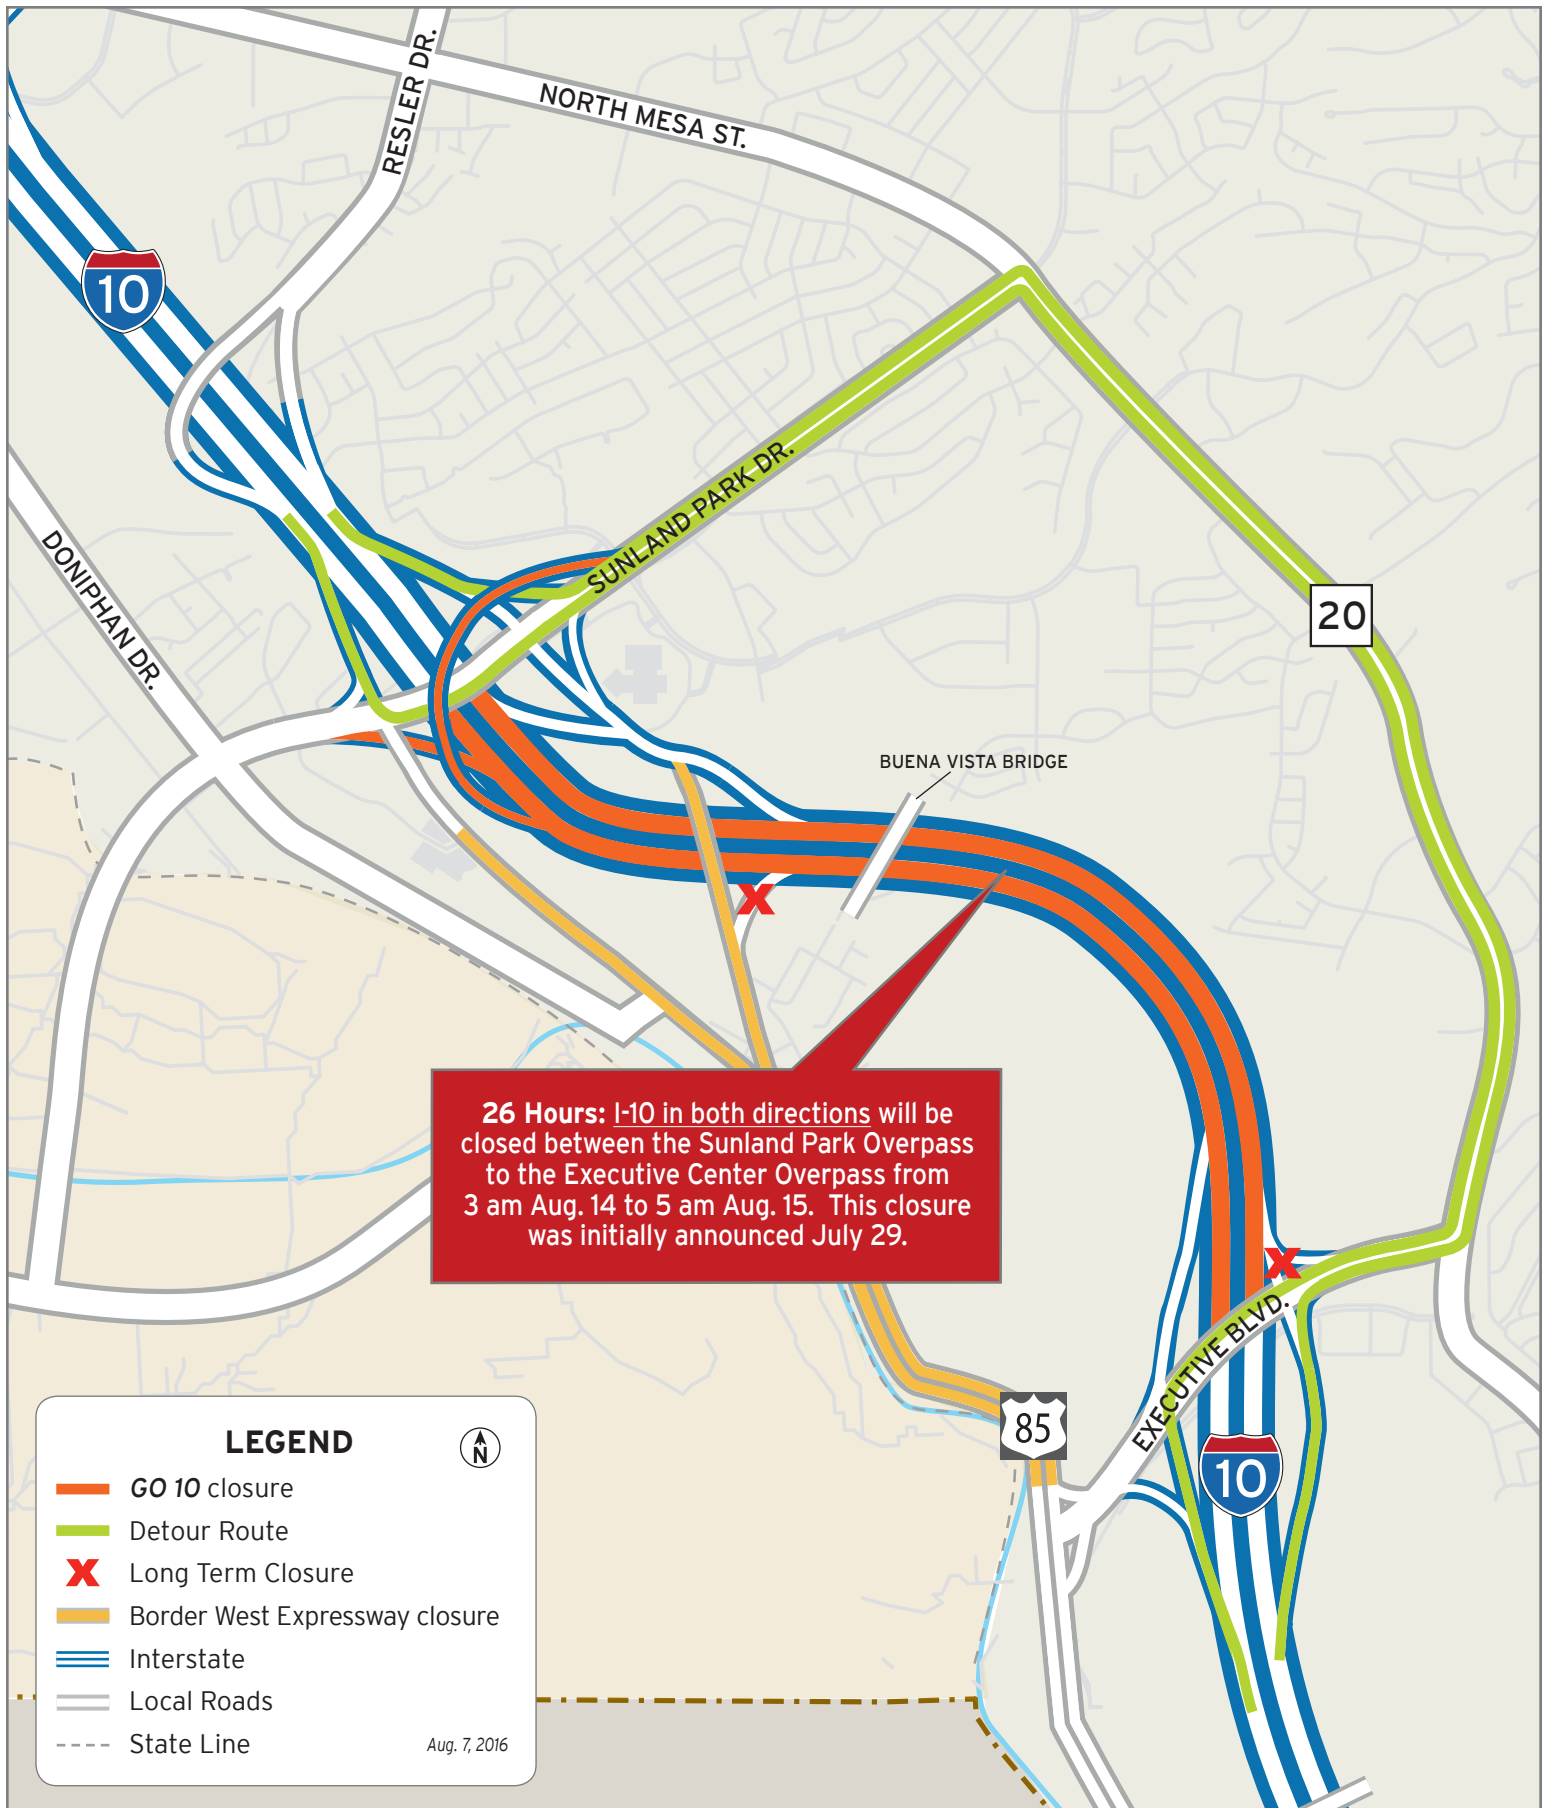 RESLER DR.
NORTH MESA ST.
10
SUNLAND PARK DR.
DONIPHAN DR.
20
BUENA VISTA BRIDGE
26 Hours: I-10 in both directions will be
closed between the Sunland Park Overpass
to the Executive Center Overpass from
3 am Aug. 14 to 5 am Aug. 15.  This closure
was initially announced July 29.
EXECUTIVE BLVD.
85
10
LEGEND
N
GO 10 closure
Detour Route
X Long Term Closure
Border West Expressway closure
Interstate
Local Roads
State Line
Aug. 7, 2016